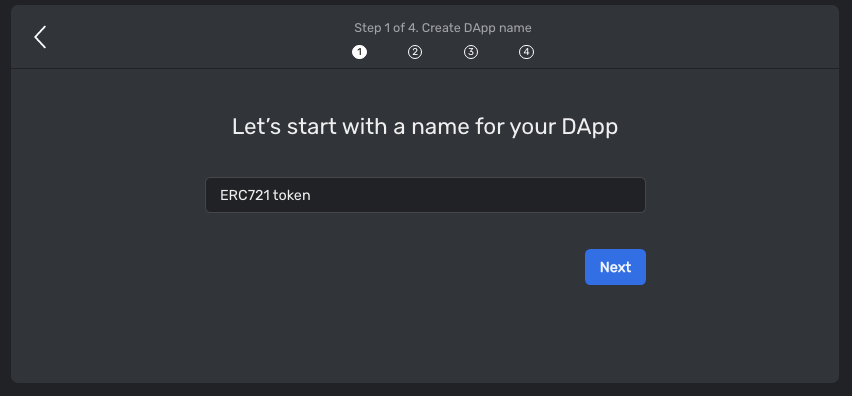 Step 1 of 4. Create DApp name
1 2 3 4
Let’s start with a name for your DApp
ERC721 token
Next